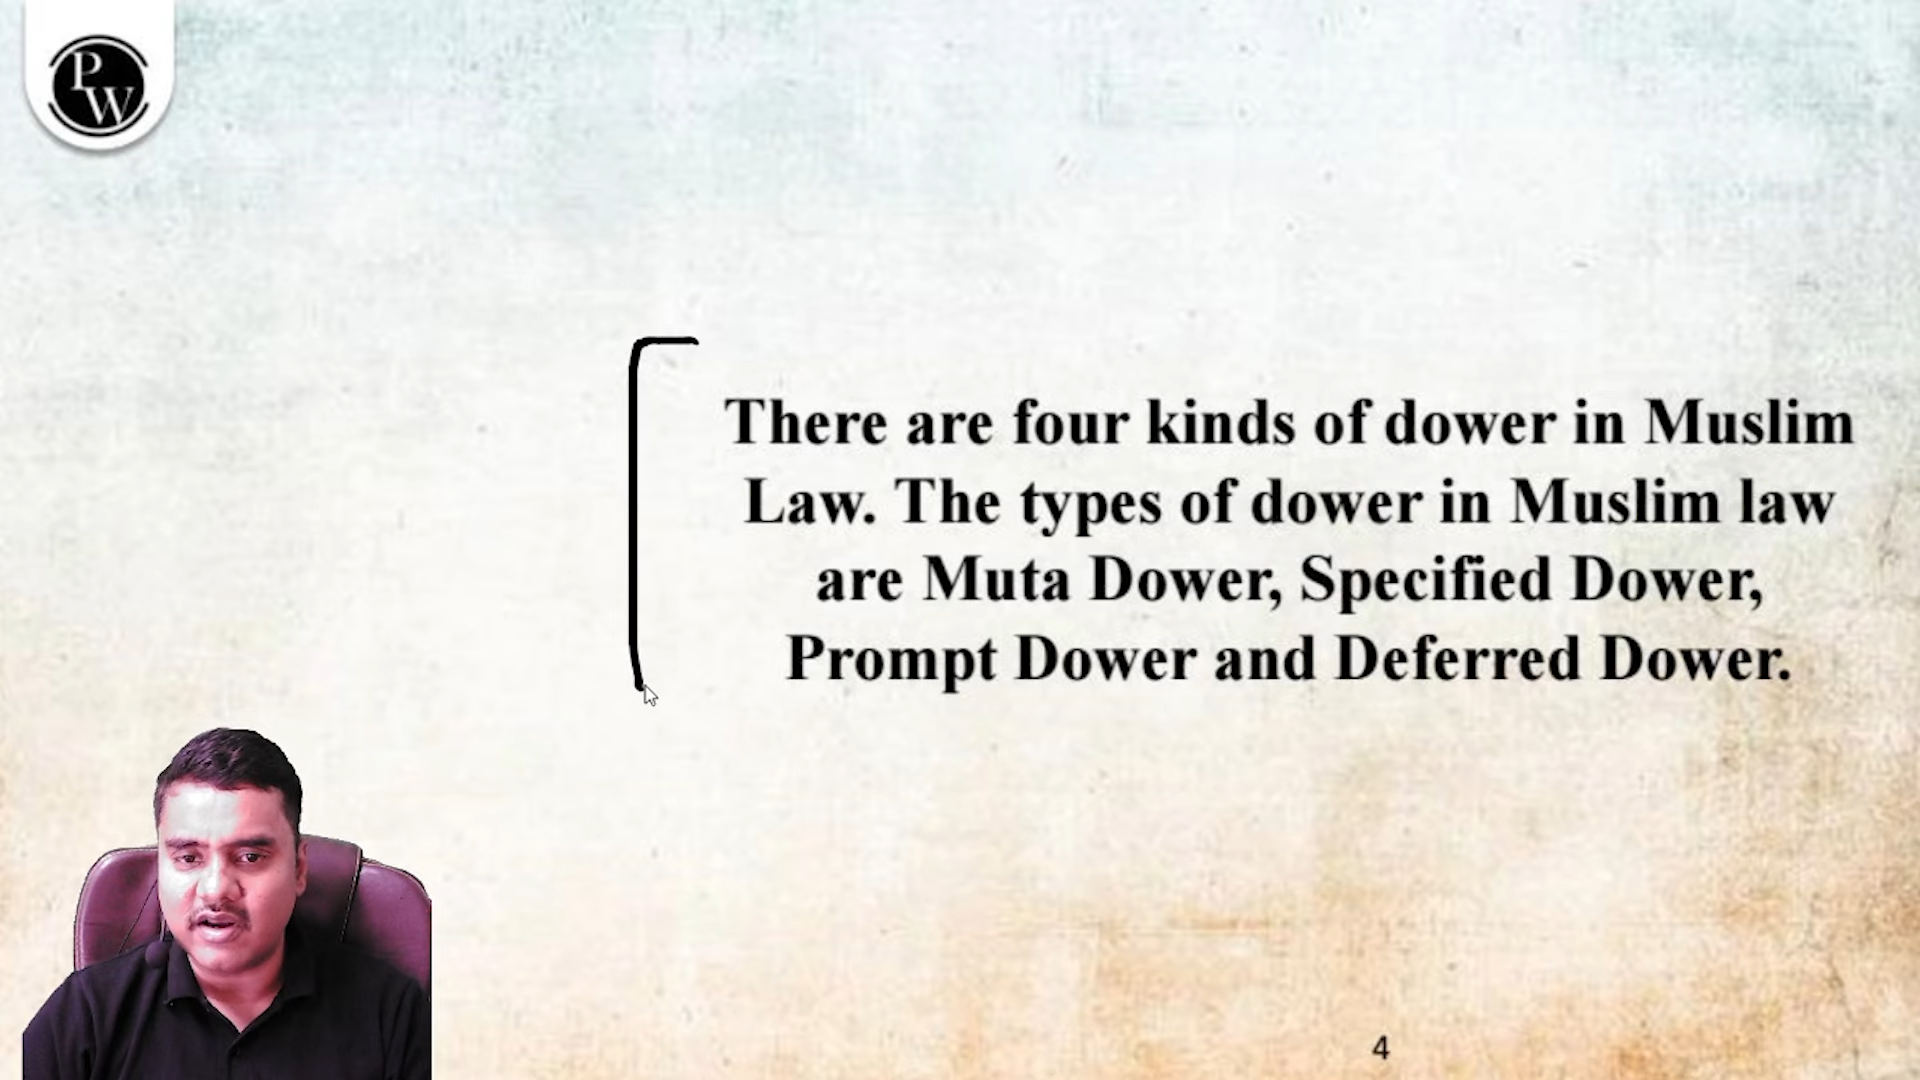 PW
There are four kinds of dower in Muslim
Law. The types of dower in Muslim law
are Muta Dower, Specified Dower,
Prompt Dower and Deferred Dower.
4